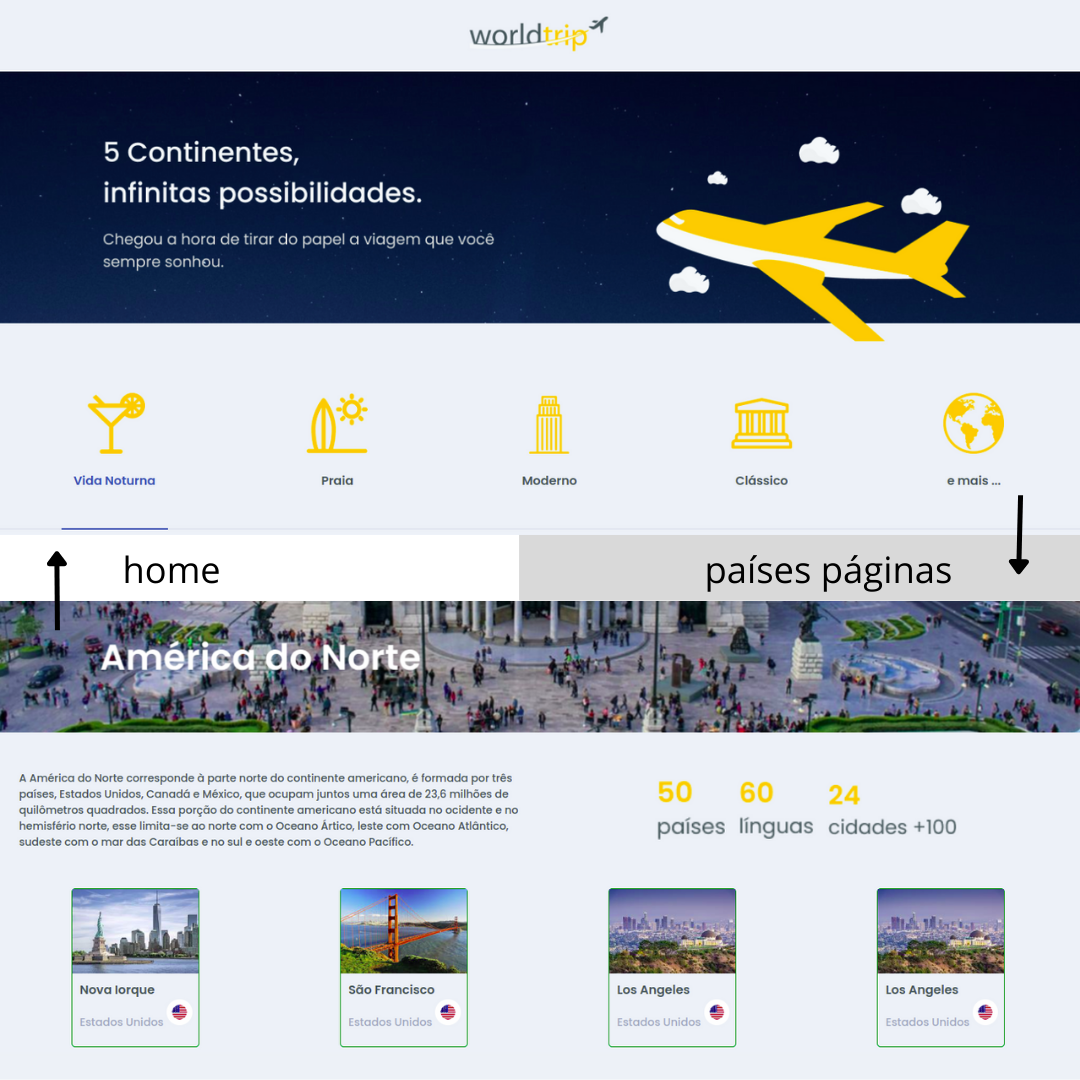 worldtrip
5 Continentes,
infinitas possibilidades.
Chegou a hora de tirar do papel a viagem que você
sempre sonhou.
Vida Noturna
Praia
Moderno
Clássico
e mais ...
home
países páginas
América do Norte
A América do Norte corresponde à parte norte do continente americano, é formada por três
países, Estados Unidos, Canadá e México, que ocupam juntos uma área de 23,6 milhões de
quilômetros quadrados. Essa porção do continente americano está situada no ocidente e no
hemisfério norte, esse limita-se ao norte com o Oceano Ártico, leste com Oceano Atlântico,
sudeste com o mar das Caraibas e no sul e oeste com o Oceano Pacífico.
50
países
60
línguas
24
cidades +100
Nova Iorque
Estados Unidos
São Francisco
Estados Unidos
Los Angeles
Estados Unidos
Los Angeles
Estados Unidos